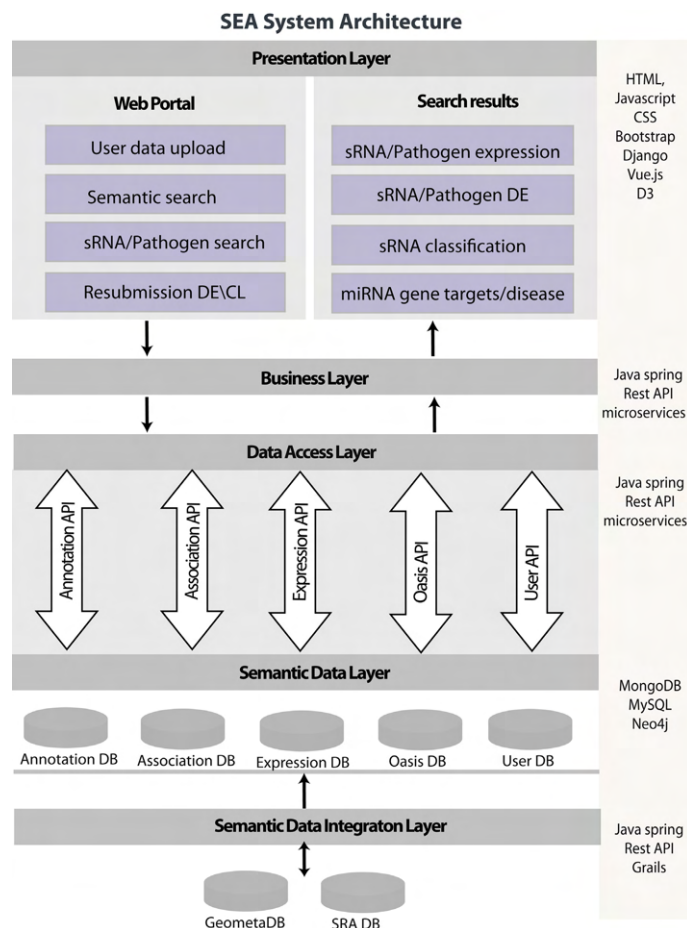 SEA System Architecture
Presentation Layer
Web Portal
User data upload
Semantic search
sRNA/Pathogen search
Resubmission DE\CL
Search results
sRNA/Pathogen expression
sRNA/Pathogen DE
sRNA classification
miRNA gene targets/disease
HTML,
Javascript
CSS
Bootstrap
Django
Vue.js
D3
Business Layer
Java spring
Rest API
microservices
Data Access Layer
Annotation API
Association API
Expression API
Oasis API
User API
Java spring
Rest API
microservices
Semantic Data Layer
Annotation DB
Association DB
Expression DB
Oasis DB
User DB
MongoDB
MySQL
Neo4j
Semantic Data Integraton Layer
GeometaDB
SRA DB
Java spring
Rest API
Grails